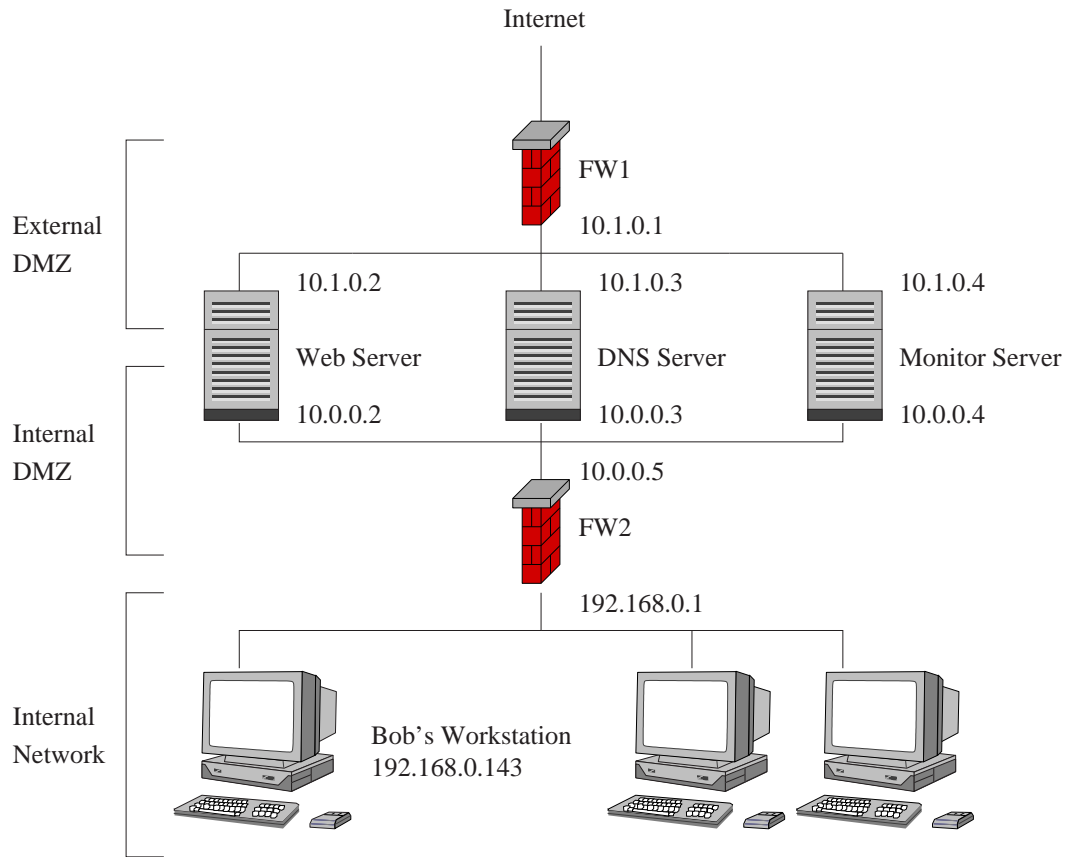 Internet
FW1
10.1.0.1
External
DMZ
10.1.0.2
10.1.0.3
10.1.0.4
Web Server
DNS Server
Monitor Server
10.0.0.2
10.0.0.3
10.0.0.4
Internal
DMZ
10.0.0.5
FW2
192.168.0.1
Internal
Network
Bob’s Workstation
192.168.0.143